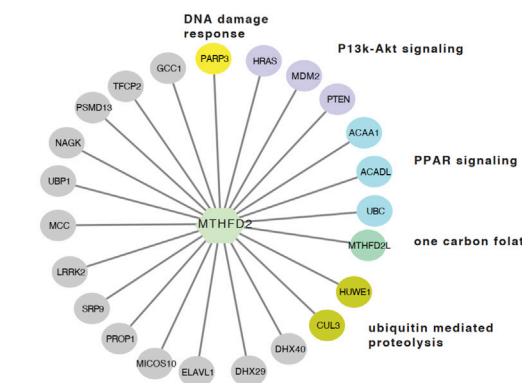 DNA damage
response
P13k-Akt signaling
PARP3
HRAS
GCC1
MDM2
TFCP2
PTEN
PSMD13
ACAA1
NAGK
PPAR signaling
ACADL
UBP1
UBC
MCC
MTHFD2
one carbon folat
MTHFD2L
LRRK2
HUWE1
SRP9
CUL3
ubiquitin mediated
proteolysis
PROP1
DHX40
MICOS10
ELAVL1
DHX29